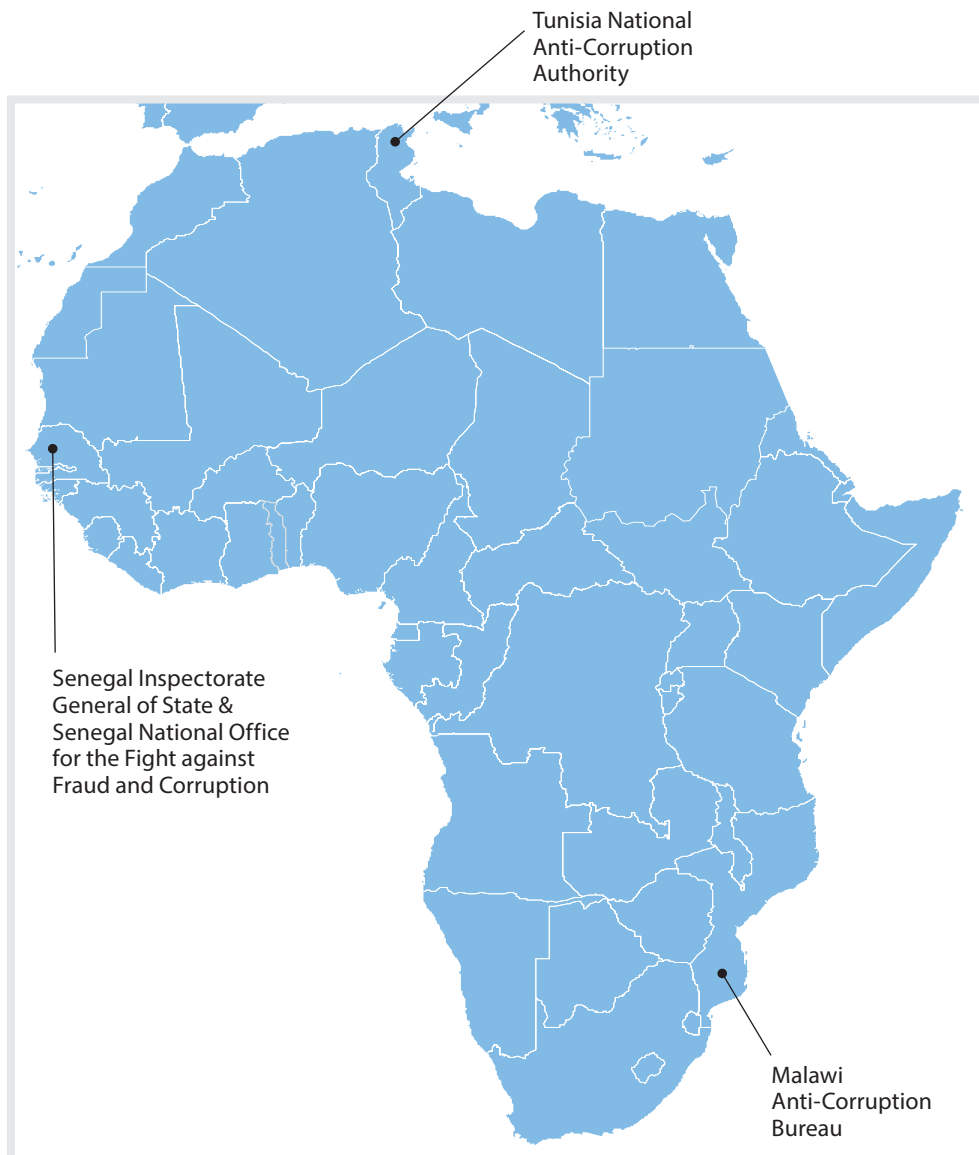 Tunisia National
Anti-Corruption
Authority
Senegal Inspectorate
General of State &
Senegal National Office
for the Fight against
Fraud and Corruption
Malawi
Anti-Corruption
Bureau